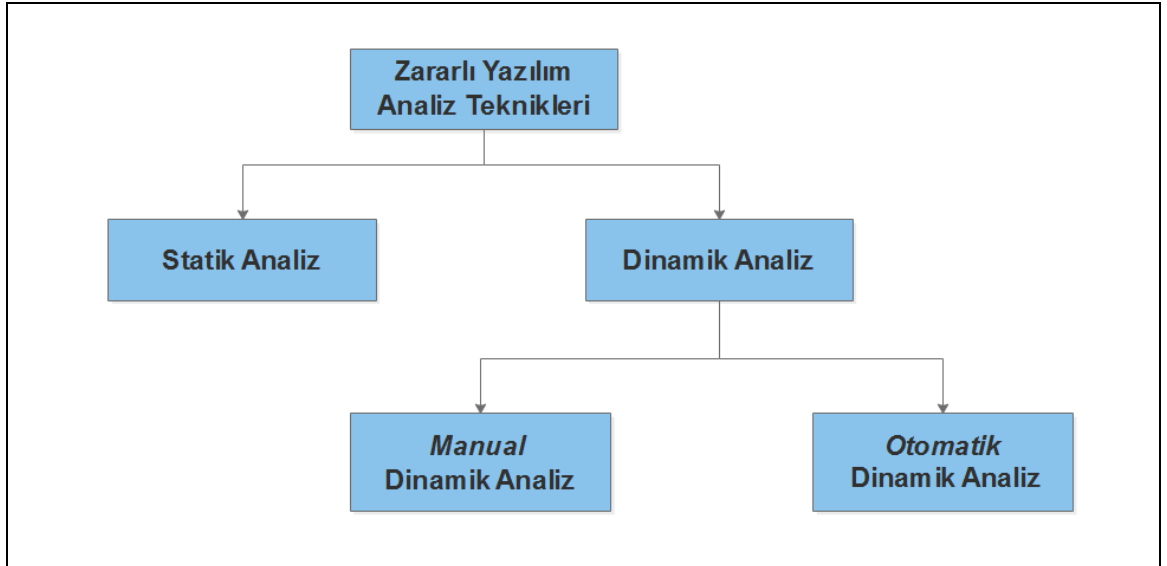 Zararlı Yazılım
Analiz Teknikleri
Statik Analiz
Dinamik Analiz
Manual
Dinamik Analiz
Otomatik
Dinamik Analiz